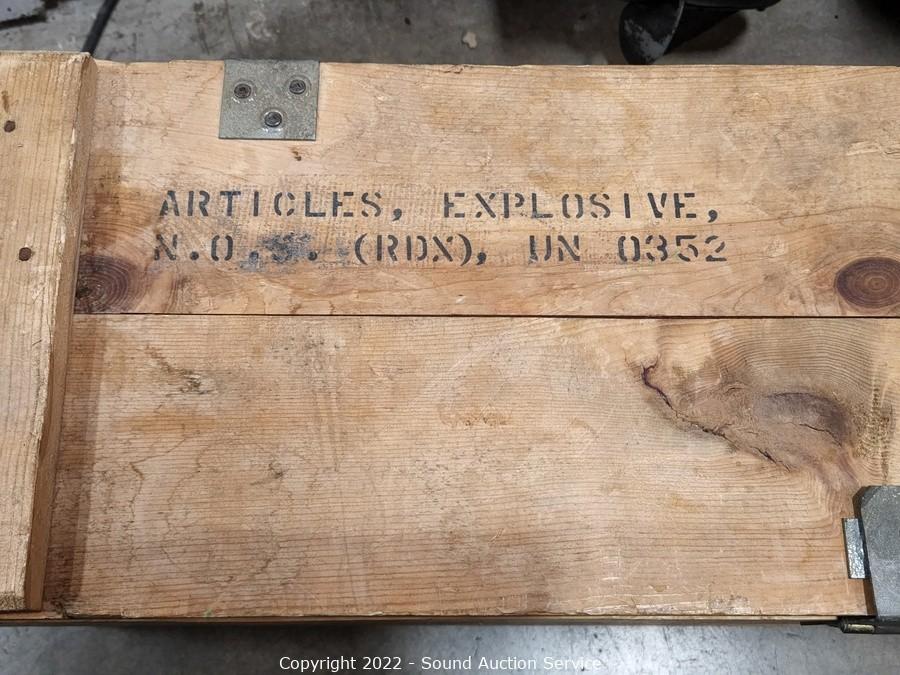 ARTICLES, EXPLOSIVE,
N.O.S. (RDX), UN 0352
Copyright 2022 - Sound Auction Service